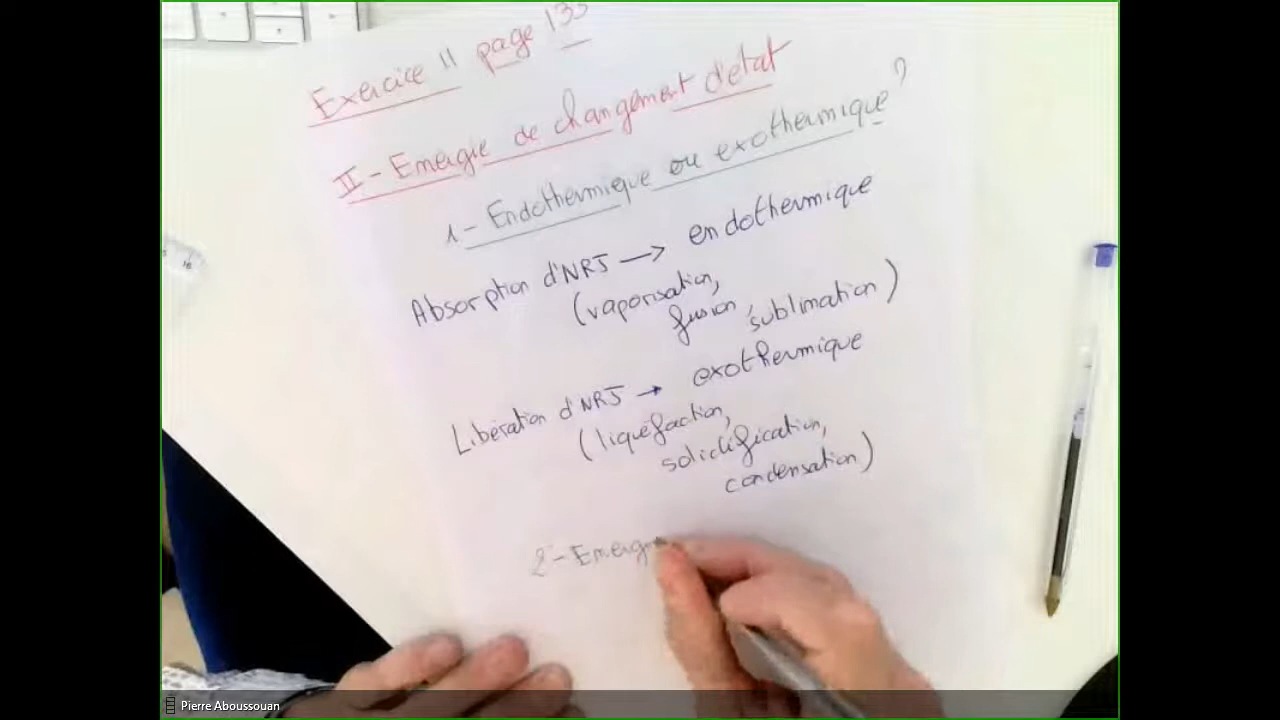 Exercice 11 page 133
II - Energie de changement d'état
1 - Endothermique ou exothermique ?
Absorption d'NRJ → endothermique
(vaporisation,
fusion, sublimation)
Libération d'NRJ → exothermique
(liquefaction,
solidification,
condensation)
2 - Energ
Pierre Aboussouan